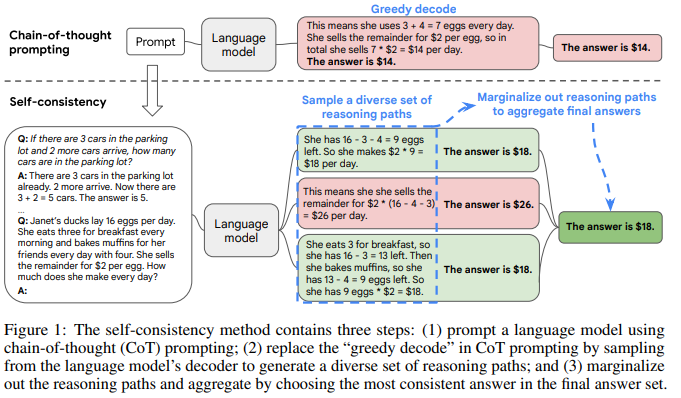 Greedy decode
Chain-of-thought
prompting
Prompt
Language
model
This means she uses 3 + 4 = 7 eggs every day.
She sells the remainder for $2 per egg, so in
total she sells 7 * $2 = $14 per day.
The answer is $14.
The answer is $14.
Self-consistency
Sample a diverse set of
reasoning paths
Marginalize out reasoning paths
to aggregate final answers
Q: If there are 3 cars in the parking
lot and 2 more cars arrive, how many
cars are in the parking lot?
A: There are 3 cars in the parking lot
already. 2 more arrive. Now there are
3 + 2 = 5 cars. The answer is 5.
...
Q: Janet's ducks lay 16 eggs per day.
She eats three for breakfast every
morning and bakes muffins for her
friends every day with four. She sells
the remainder for $2 per egg. How
much does she make every day?
A:
Language
model
She has 16 - 3 - 4 = 9 eggs
left. So she makes $2 * 9 =
$18 per day.
The answer is $18.
This means she she sells the
remainder for $2 * (16 - 4 - 3)
= $26 per day.
The answer is $26.
She eats 3 for breakfast, so
she has 16 - 3 = 13 left. Then
she bakes muffins, so she
has 13 - 4 = 9 eggs left. So
she has 9 eggs * $2 = $18.
The answer is $18.
The answer is $18.
Figure 1: The self-consistency method contains three steps: (1) prompt a language model using
chain-of-thought (CoT) prompting; (2) replace the “greedy decode” in CoT prompting by sampling
from the language model’s decoder to generate a diverse set of reasoning paths; and (3) marginalize
out the reasoning paths and aggregate by choosing the most consistent answer in the final answer set.